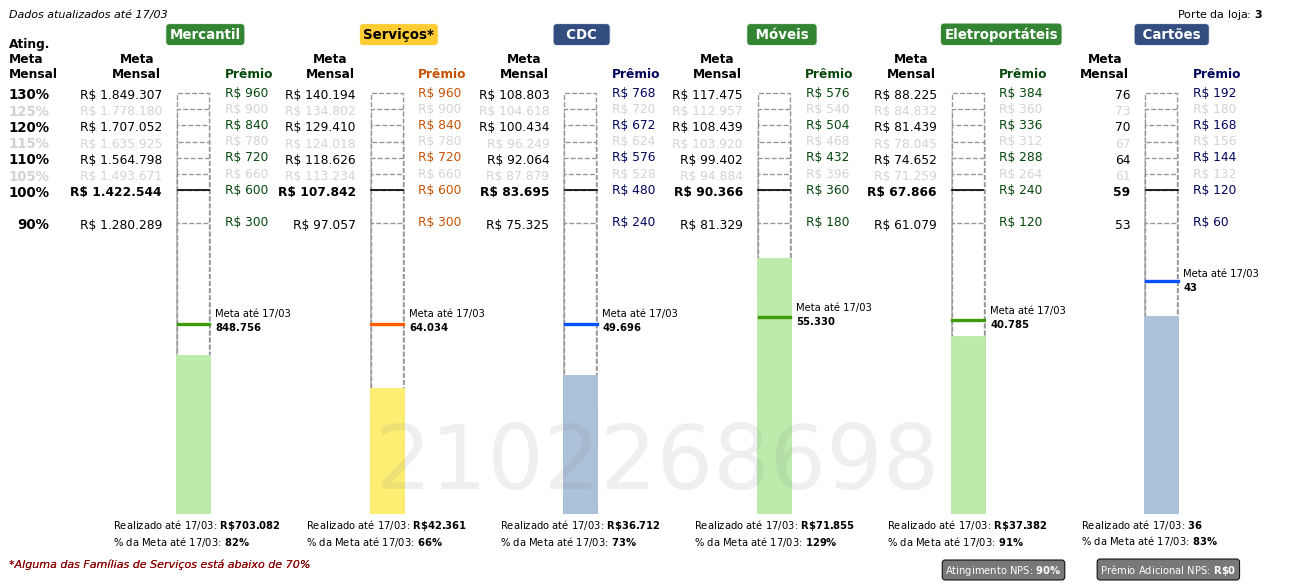 Dados atualizados até 17/03 Porte da loja: 3
Mercantil Serviços* CDC Móveis Eletroportáteis Cartões
Ating.
Meta Meta Meta Meta Meta Meta Meta
Mensal Mensal Prêmio Mensal Prêmio Mensal Prêmio Mensal Prêmio Mensal Prêmio Mensal Prêmio
130% R$ 1.849.307 R$ 960 R$ 140.194 R$ 960 R$ 108.803 R$ 768 R$ 117.475 R$ 576 R$ 88.225 R$ 384 76 R$ 192
125% R$ 1.778.180 R$ 900 R$ 134.802 R$ 900 R$ 104.618 R$ 720 R$ 112.957 R$ 540 R$ 84.832 R$ 360 73 R$ 180
120% R$ 1.707.052 R$ 840 R$ 129.410 R$ 840 R$ 100.434 R$ 672 R$ 108.439 R$ 504 R$ 81.439 R$ 336 70 R$ 168
115% R$ 1.635.925 R$ 780 R$ 124.018 R$ 780 R$ 96.249 R$ 624 R$ 103.920 R$ 468 R$ 78.045 R$ 312 67 R$ 156
110% R$ 1.564.798 R$ 720 R$ 118.626 R$ 720 R$ 92.064 R$ 576 R$ 99.402 R$ 432 R$ 74.652 R$ 288 64 R$ 144
105% R$ 1.493.671 R$ 660 R$ 113.234 R$ 660 R$ 87.879 R$ 528 R$ 94.884 R$ 396 R$ 71.259 R$ 264 61 R$ 132
100% R$ 1.422.544 R$ 600 R$ 107.842 R$ 600 R$ 83.695 R$ 480 R$ 90.366 R$ 360 R$ 67.866 R$ 240 59 R$ 120
90% R$ 1.280.289 R$ 300 R$ 97.057 R$ 300 R$ 75.325 R$ 240 R$ 81.329 R$ 180 R$ 61.079 R$ 120 53 R$ 60
Meta até 17/03
43
Meta até 17/03 Meta até 17/03 Meta até 17/03 Meta até 17/03 Meta até 17/03
848.756 64.034 49.696 55.330 40.785
2102268698
Realizado até 17/03: R$703.082 Realizado até 17/03: R$42.361 Realizado até 17/03: R$36.712 Realizado até 17/03: R$71.855 Realizado até 17/03: R$37.382 Realizado até 17/03: 36
% da Meta até 17/03: 82% % da Meta até 17/03: 66% % da Meta até 17/03: 73% % da Meta até 17/03: 129% % da Meta até 17/03: 91% % da Meta até 17/03: 83%
*Alguma das Famílias de Serviços está abaixo de 70% Atingimento NPS: 90% Prêmio Adicional NPS: R$0